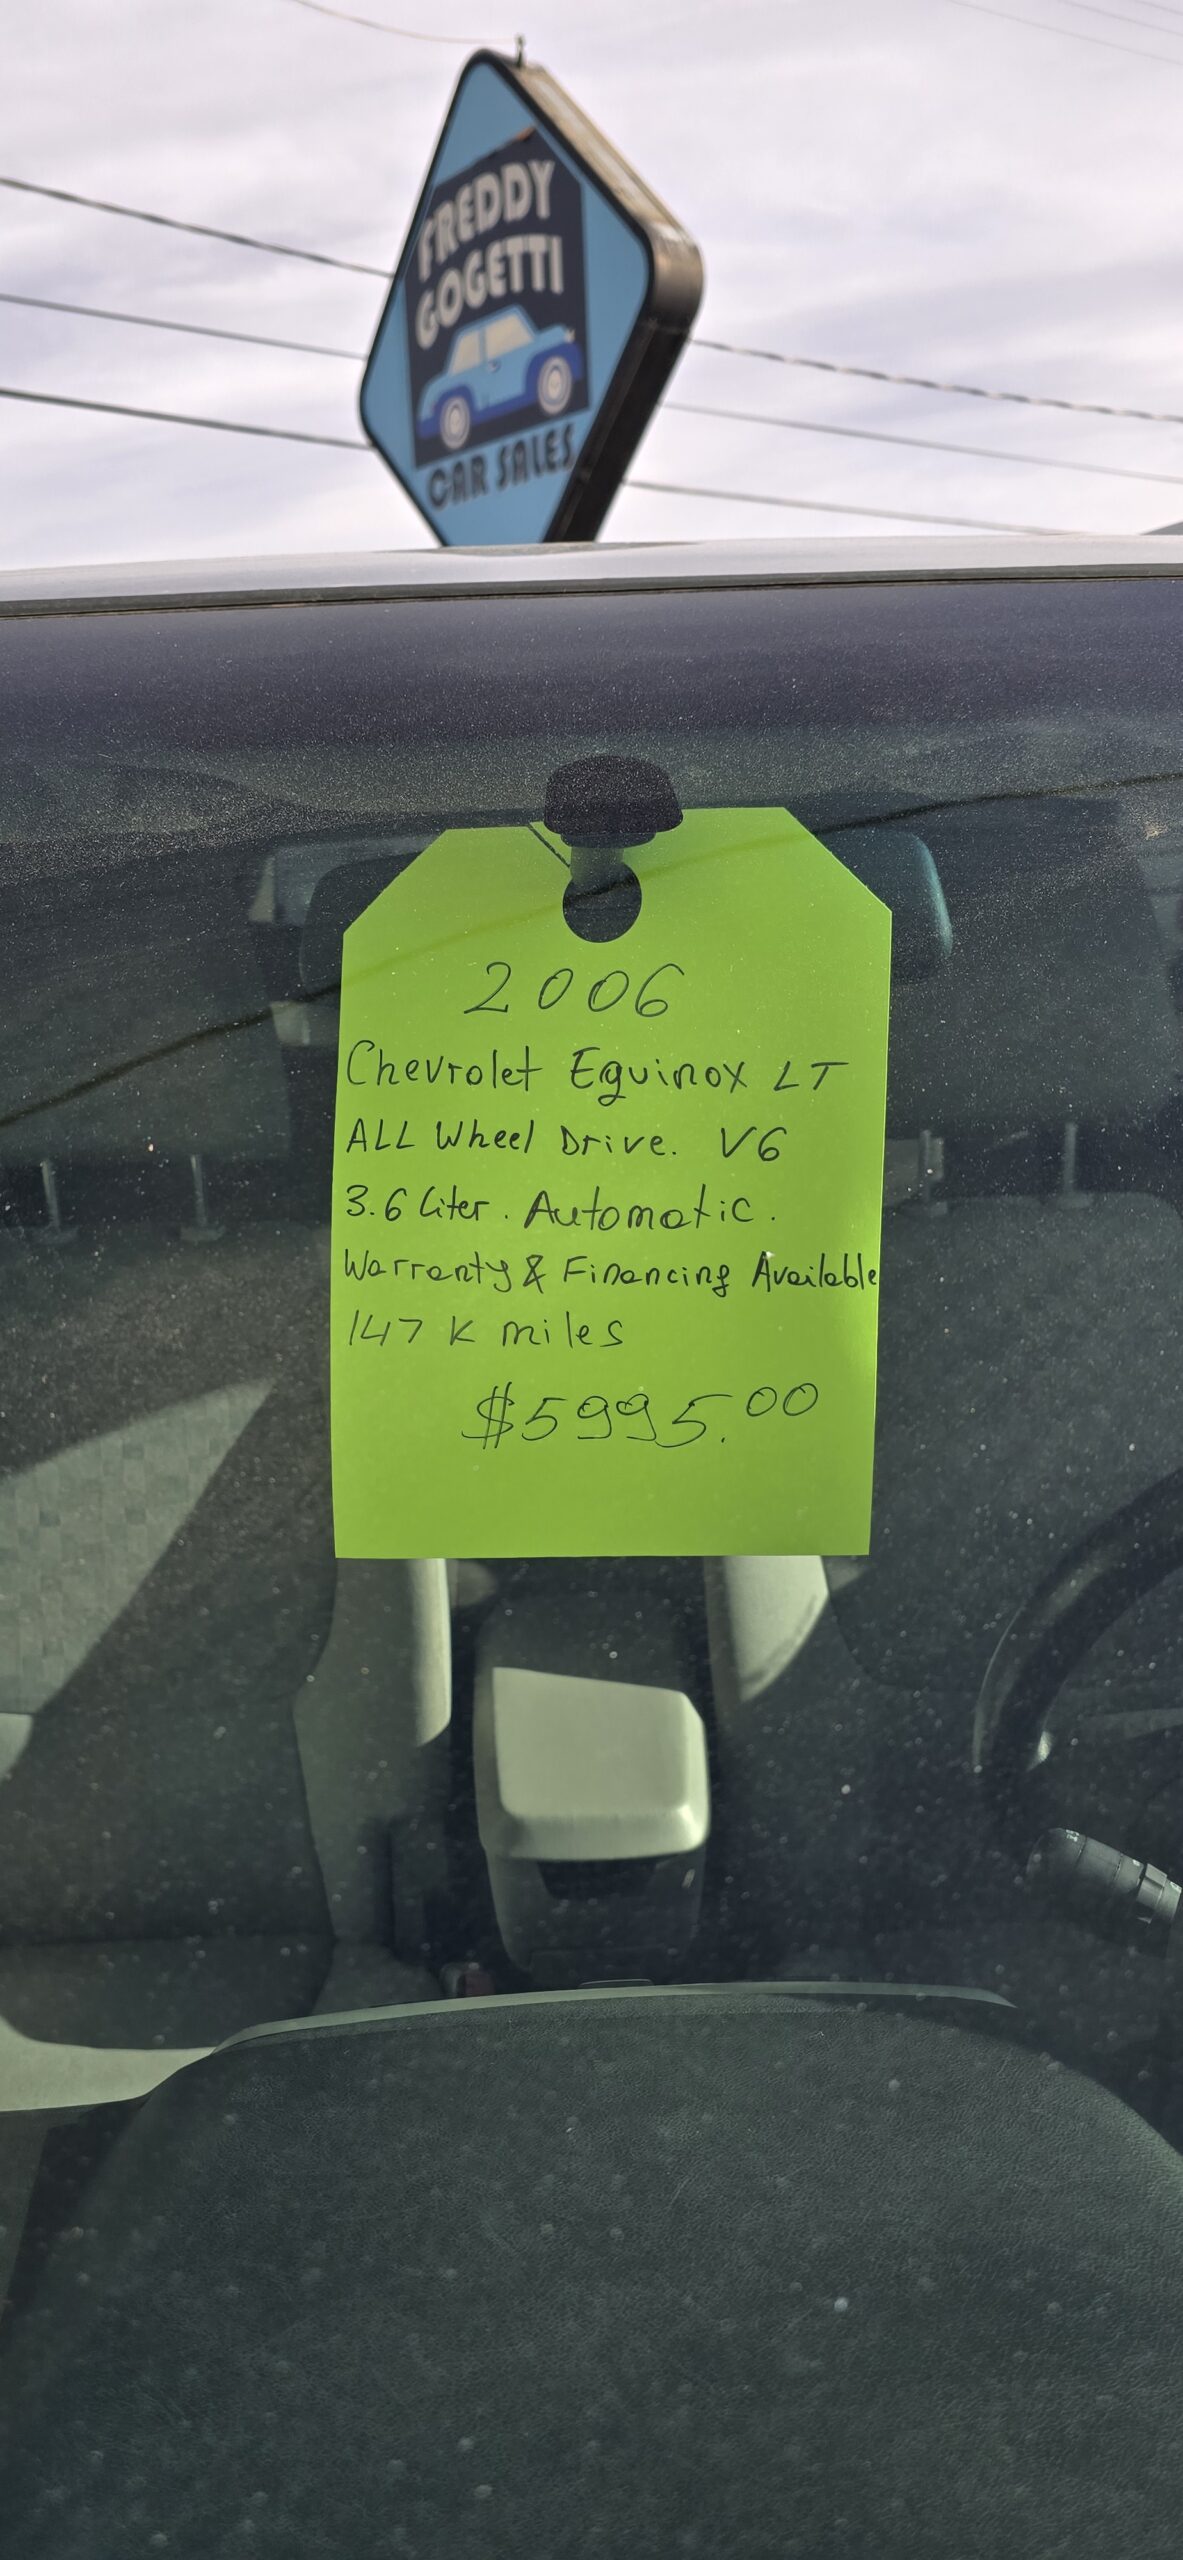 FREDDY
GOGETTI
CAR SALES
2006
Chevrolet Equinox LT
ALL Wheel Drive. V6
3.6 Liter. Automatic.
Warranty & Financing Available
147 K miles
$5995.00